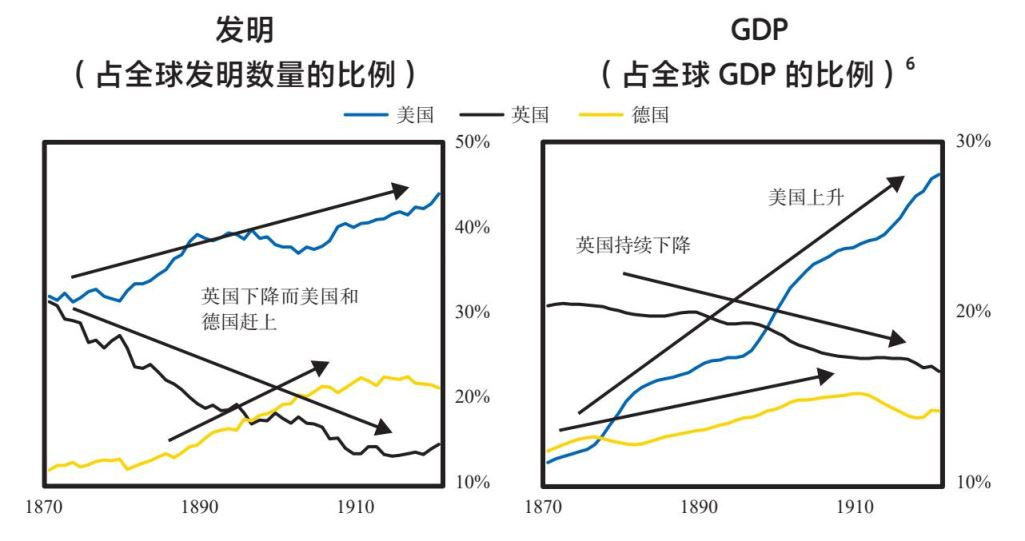 发明
（占全球发明数量的比例）
GDP
（占全球 GDP 的比例）6
美国
英国
德国
50%
40%
30%
20%
10%
英国下降而美国和
德国赶上
1870
1890
1910
30%
20%
10%
美国上升
英国持续下降
1870
1890
1910